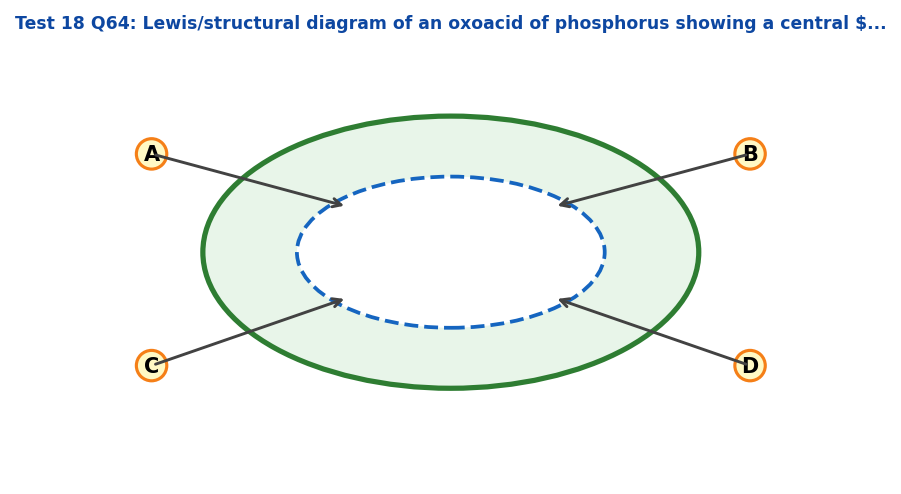 Test 18 Q64: Lewis/structural diagram of an oxoacid of phosphorus showing a central $...
A
B
C
D